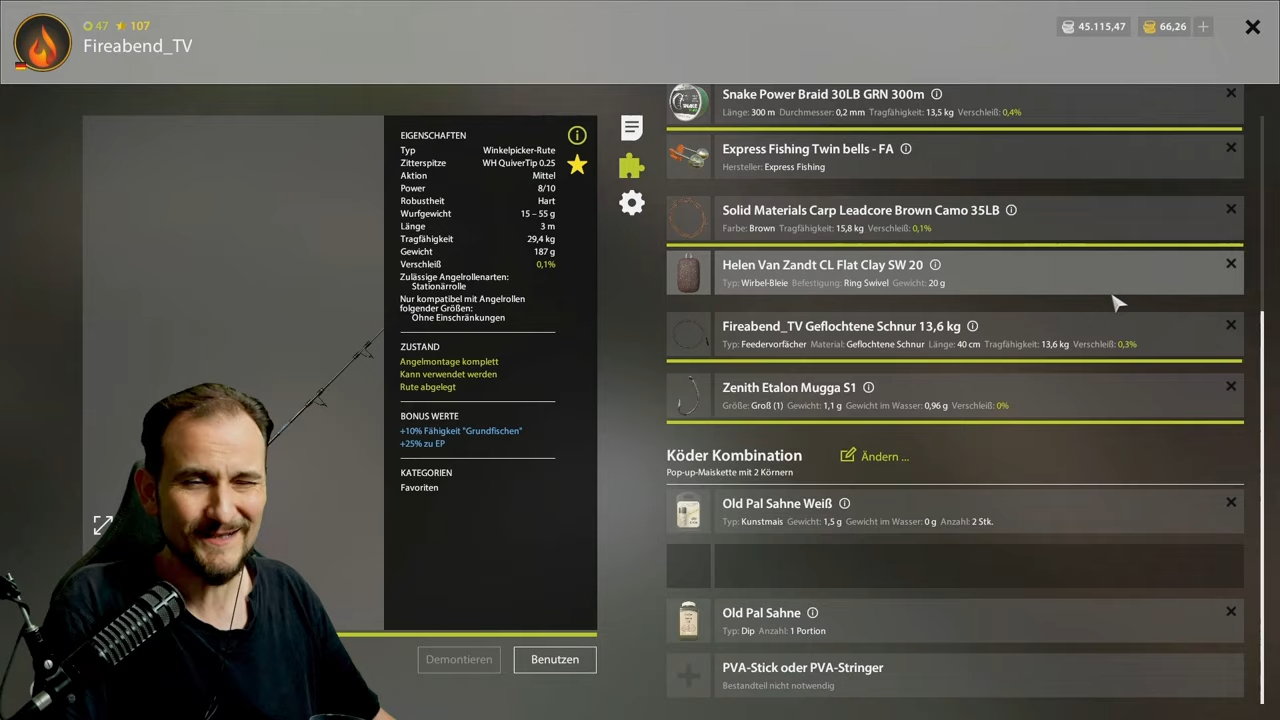 47 107
Fireabend_TV
45.115,47
66,26
EIGENSCHAFTEN
Typ Winkelpicker-Rute
Zitterspitze WH QuiverTip 0.25
Aktion Mittel
Power 8/10
Robustheit Hart
Wurfgewicht 15 – 55 g
Länge 3 m
Tragfähigkeit 29,4 kg
Gewicht 187 g
Verschleiß 0,1%
Zulässige Angelrollenarten:
Stationärrolle
Nur kompatibel mit Angelrollen
folgender Größen:
Ohne Einschränkungen
ZUSTAND
Angelmontage komplett
Kann verwendet werden
Rute abgelegt
BONUS WERTE
+10% Fähigkeit "Grundfischen"
+25% zu EP
KATEGORIEN
Favoriten
Demontieren
Benutzen
Snake Power Braid 30LB GRN 300m
Länge: 300 m Durchmesser: 0,2 mm Tragfähigkeit: 13,5 kg Verschleiß: 0,4%
Express Fishing Twin bells - FA
Hersteller: Express Fishing
Solid Materials Carp Leadcore Brown Camo 35LB
Farbe: Brown Tragfähigkeit: 15,8 kg Verschleiß: 0,1%
Helen Van Zandt CL Flat Clay SW 20
Typ: Wirbel-Bleie Befestigung: Ring Swivel Gewicht: 20 g
Fireabend_TV Geflochtene Schnur 13,6 kg
Typ: Feedervorfächer Material: Geflochtene Schnur Länge: 40 cm Tragfähigkeit: 13,6 kg Verschleiß: 0,3%
Zenith Etalon Mugga S1
Größe: Groß (1) Gewicht: 1,1 g Gewicht im Wasser: 0,96 g Verschleiß: 0%
Köder Kombination
Ändern ...
Pop-up-Maiskette mit 2 Körnern
Old Pal Sahne Weiß
Typ: Kunstmais Gewicht: 1,5 g Gewicht im Wasser: 0 g Anzahl: 2 Stk.
Old Pal Sahne
Typ: Dip Anzahl: 1 Portion
PVA-Stick oder PVA-Stringer
Bestandteil nicht notwendig